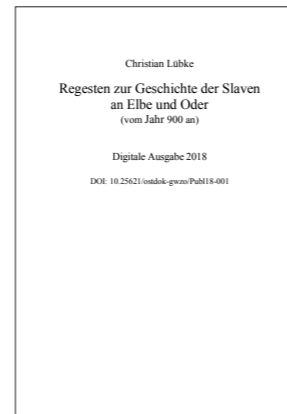 Christian Lübke
Regesten zur Geschichte der Slaven
an Elbe und Oder
(vom Jahr 900 an)
Digitale Ausgabe 2018
DOI: 10.25621/ostdok-gwzo/Publ18-001